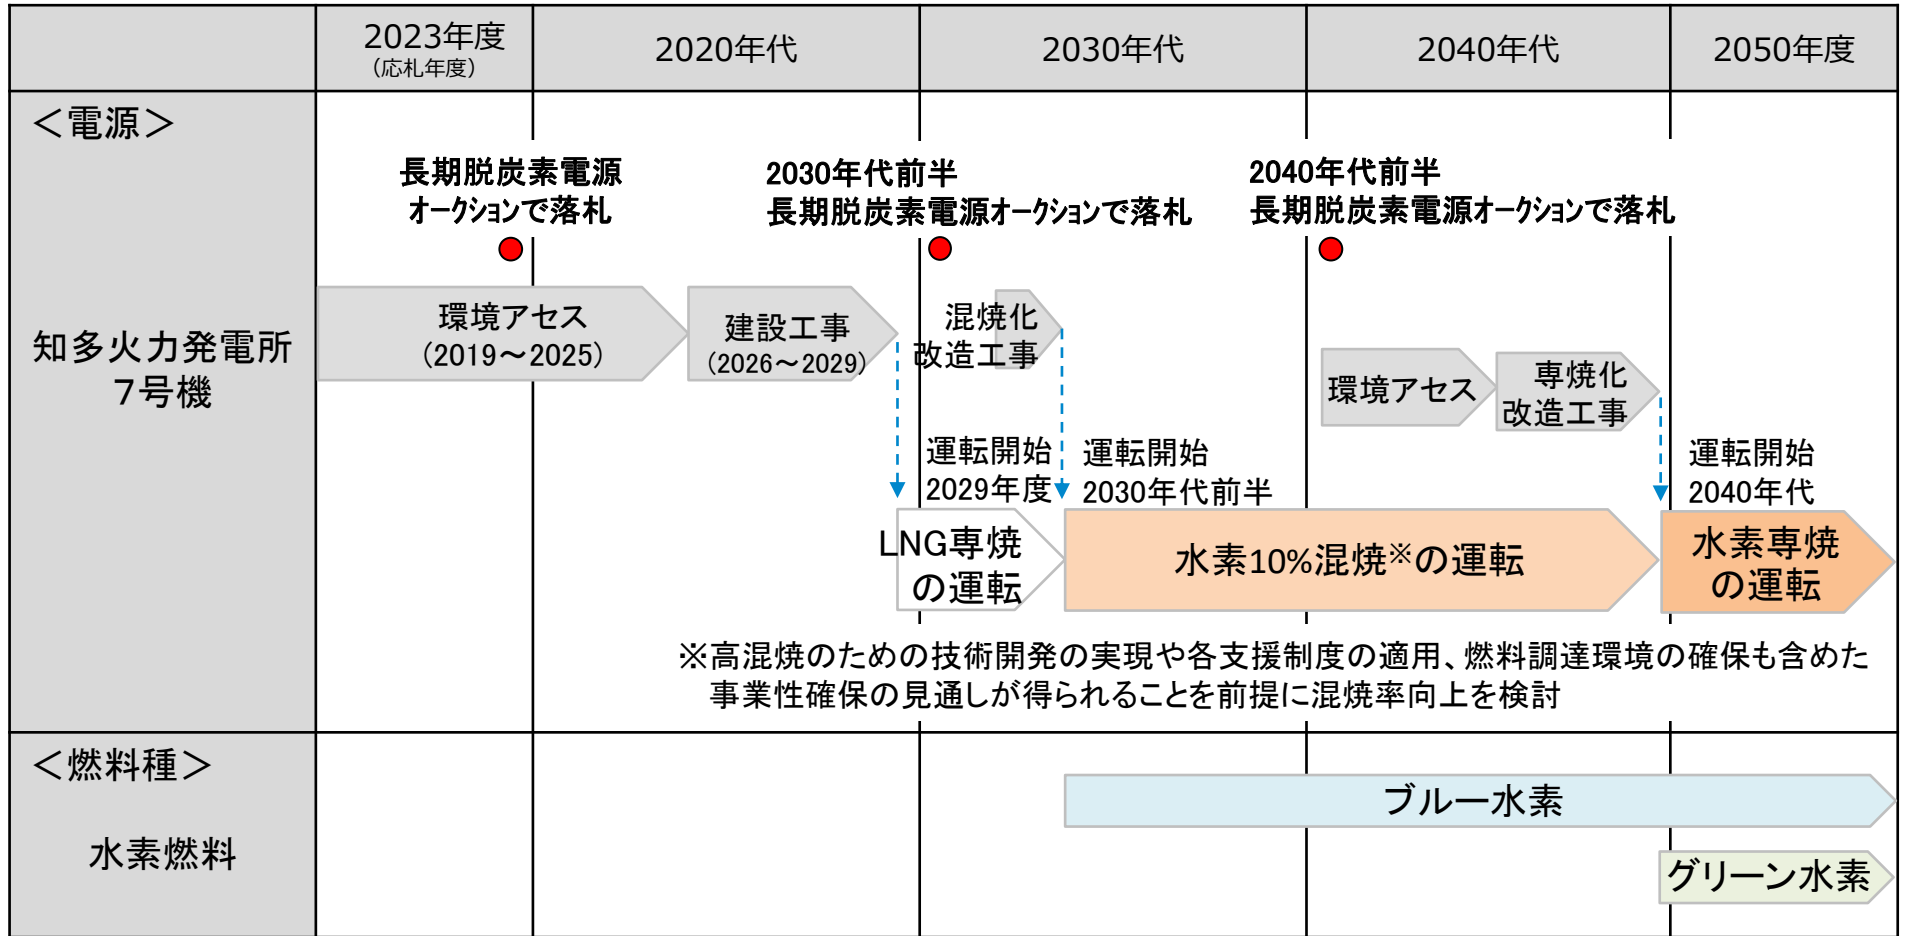 2023年度
（応札年度）
2020年代
2030年代
2040年代
2050年度
＜電源＞
知多火力発電所
7号機
長期脱炭素電源
オークションで落札
2030年代前半
長期脱炭素電源オークションで落札
2040年代前半
長期脱炭素電源オークションで落札
環境アセス
（2019～2025）
建設工事
（2026～2029）
混焼化
改造工事
環境アセス
専焼化
改造工事
運転開始
2029年度
運転開始
2030年代前半
運転開始
2040年代
LNG専焼
の運転
水素10%混焼※の運転
水素専焼
の運転
※高混焼のための技術開発の実現や各支援制度の適用、燃料調達環境の確保も含めた
事業性確保の見通しが得られることを前提に混焼率向上を検討
＜燃料種＞
水素燃料
ブルー水素
グリーン水素